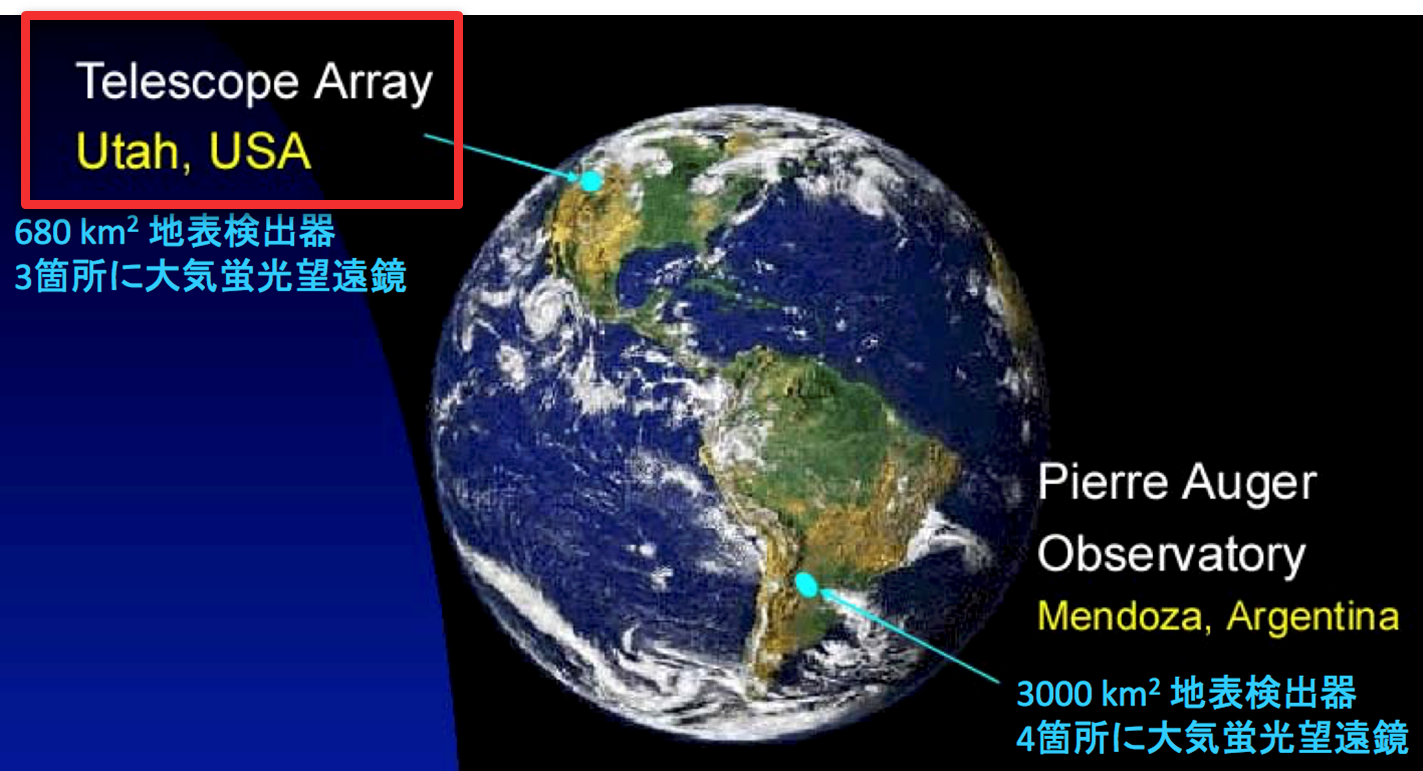 Telescope Array
Utah, USA
680 km² 地表検出器
3箇所に大気蛍光望遠鏡
Pierre Auger
Observatory
Mendoza, Argentina
3000 km² 地表検出器
4箇所に大気蛍光望遠鏡